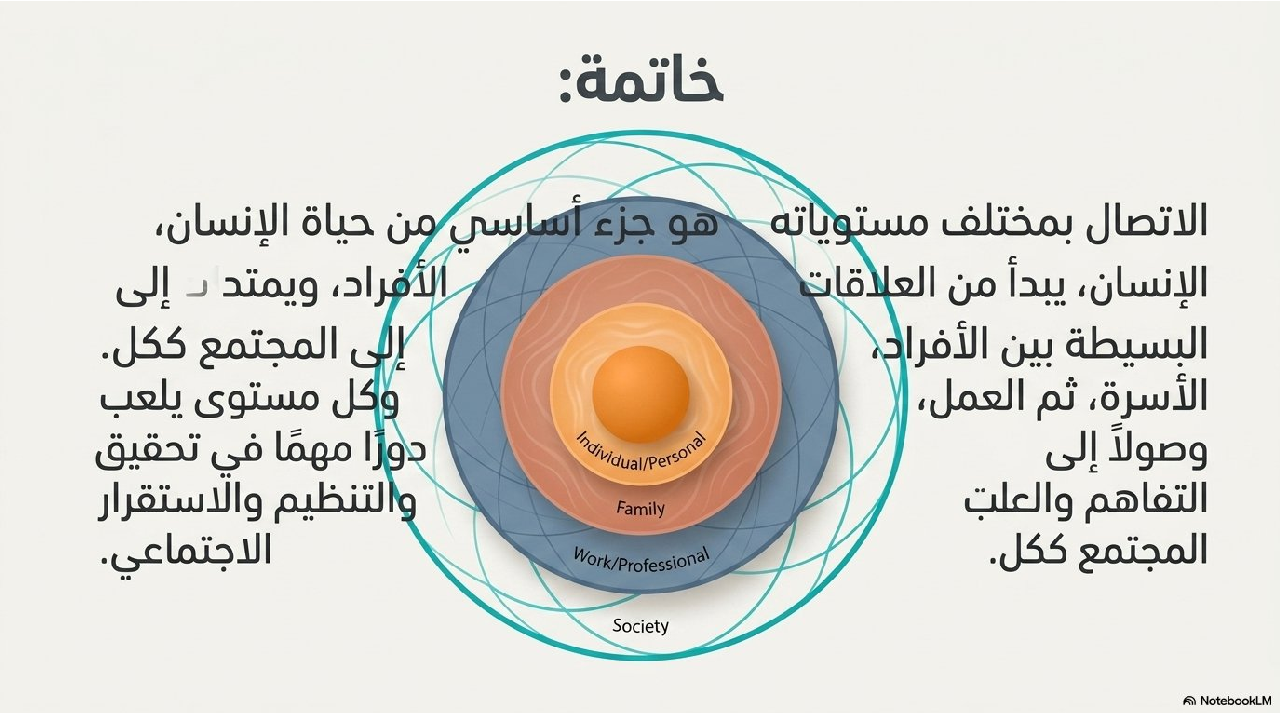 خاتمة:
الاتصال بمختلف مستوياته هو جزء أساسي من حياة الإنسان،
الإنسان، يبدأ من العلاقات
البسيطة بين الأفراد،
الأسرة، ثم العمل،
وصولاً إلى
التفاهم والعلت
المجتمع ككل.
الأفراد، ويمتد إلى
إلى المجتمع ككل.
وكل مستوى يلعب
دورًا مهمًا في تحقيق
والتنظيم والاستقرار
الاجتماعي.
Individual/Personal
Family
Work/Professional
Society
NotebookLM